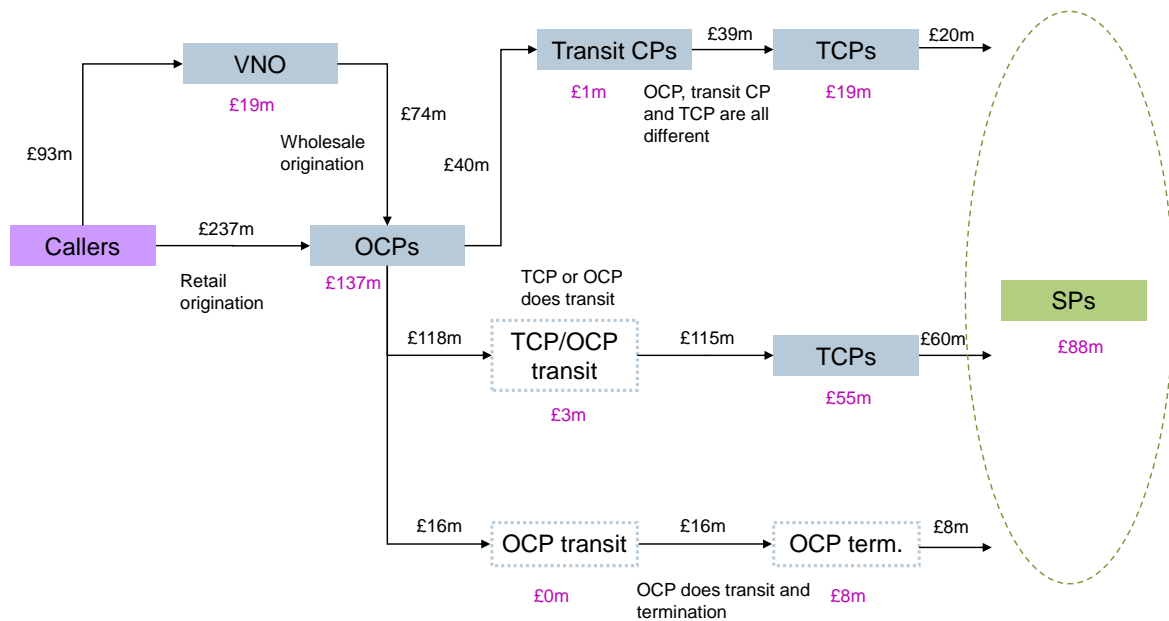 £39m
£20m
VNO
Transit CPs
TCPs
£19m
£1m
OCP, transit CP
and TCP are all
different
£19m
£74m
Wholesale
origination
£93m
£40m
£237m
Callers
OCPs
Retail
origination
£137m
TCP or OCP
does transit
SPs
£118m
TCP/OCP
transit
£115m
TCPs
£60m
£88m
£3m
£55m
£16m
£16m
£8m
OCP transit
OCP term.
£0m
OCP does transit and
termination
£8m